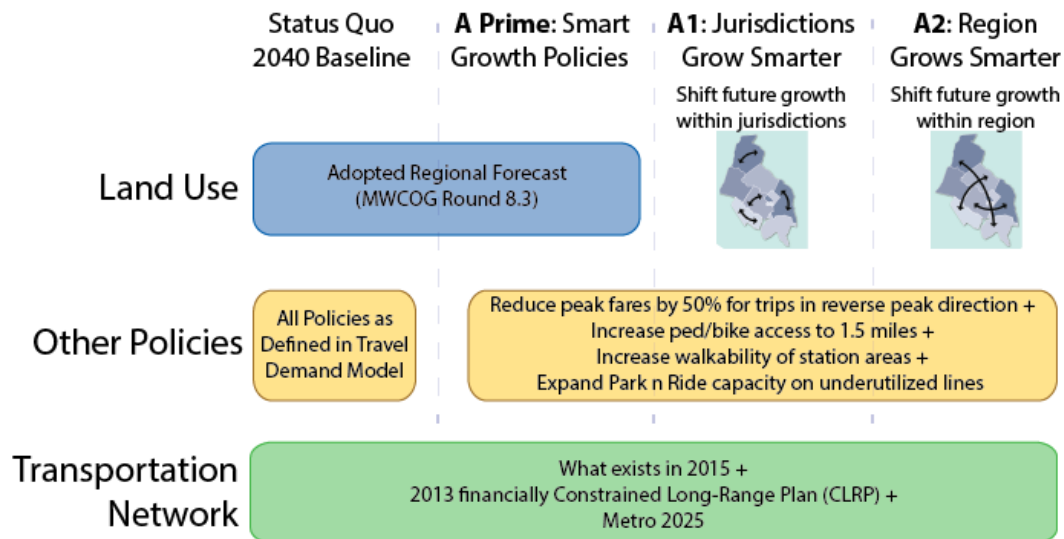 Status Quo
2040 Baseline
A Prime: Smart
Growth Policies
A1: Jurisdictions
Grow Smarter
Shift future growth
within jurisdictions
A2: Region
Grows Smarter
Shift future growth
within region
Land Use
Adopted Regional Forecast
(MWCOG Round 8.3)
Other Policies
All Policies as
Defined in Travel
Demand Model
Reduce peak fares by 50% for trips in reverse peak direction +
Increase ped/bike access to 1.5 miles +
Increase walkability of station areas +
Expand Park n Ride capacity on underutilized lines
Transportation
Network
What exists in 2015 +
2013 financially Constrained Long-Range Plan (CLRP) +
Metro 2025